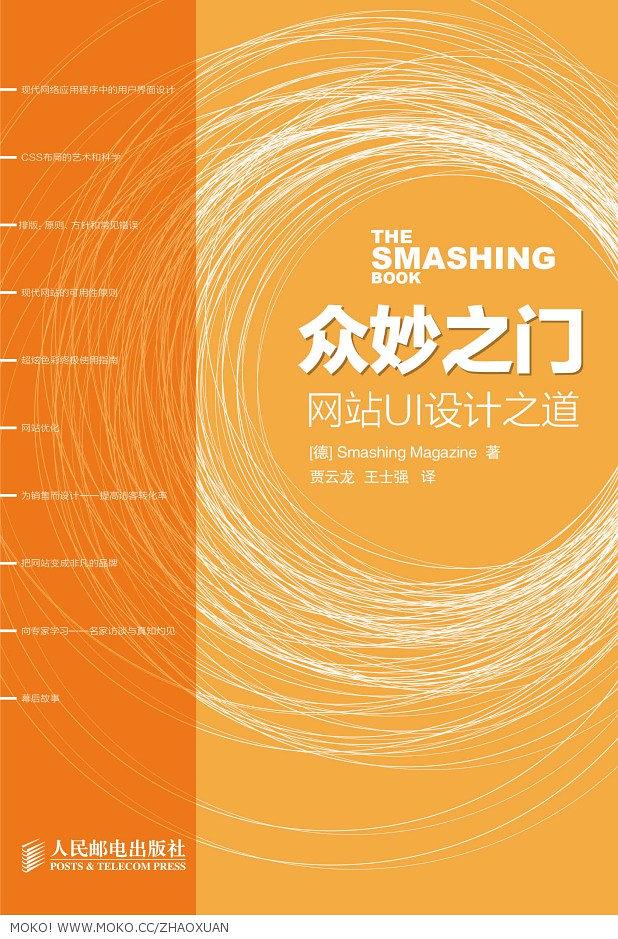 现代网络应用程序中的用户界面设计
CSS布局的艺术和科学
排版：原则、方针和常见错误
现代网站的可用性原则
超炫色彩终极使用指南
网站优化
为销售而设计——提高访客转化率
把网站变成非凡的品牌
向专家学习——名家访谈与真知灼见
幕后故事
THE
SMASHING
BOOK
众妙之门
网站UI设计之道
[德] Smashing Magazine 著
贾云龙 王士强 译
人民邮电出版社
POSTS & TELECOM PRESS
MOKO! WWW.MOKO.CC/ZHAOXUAN